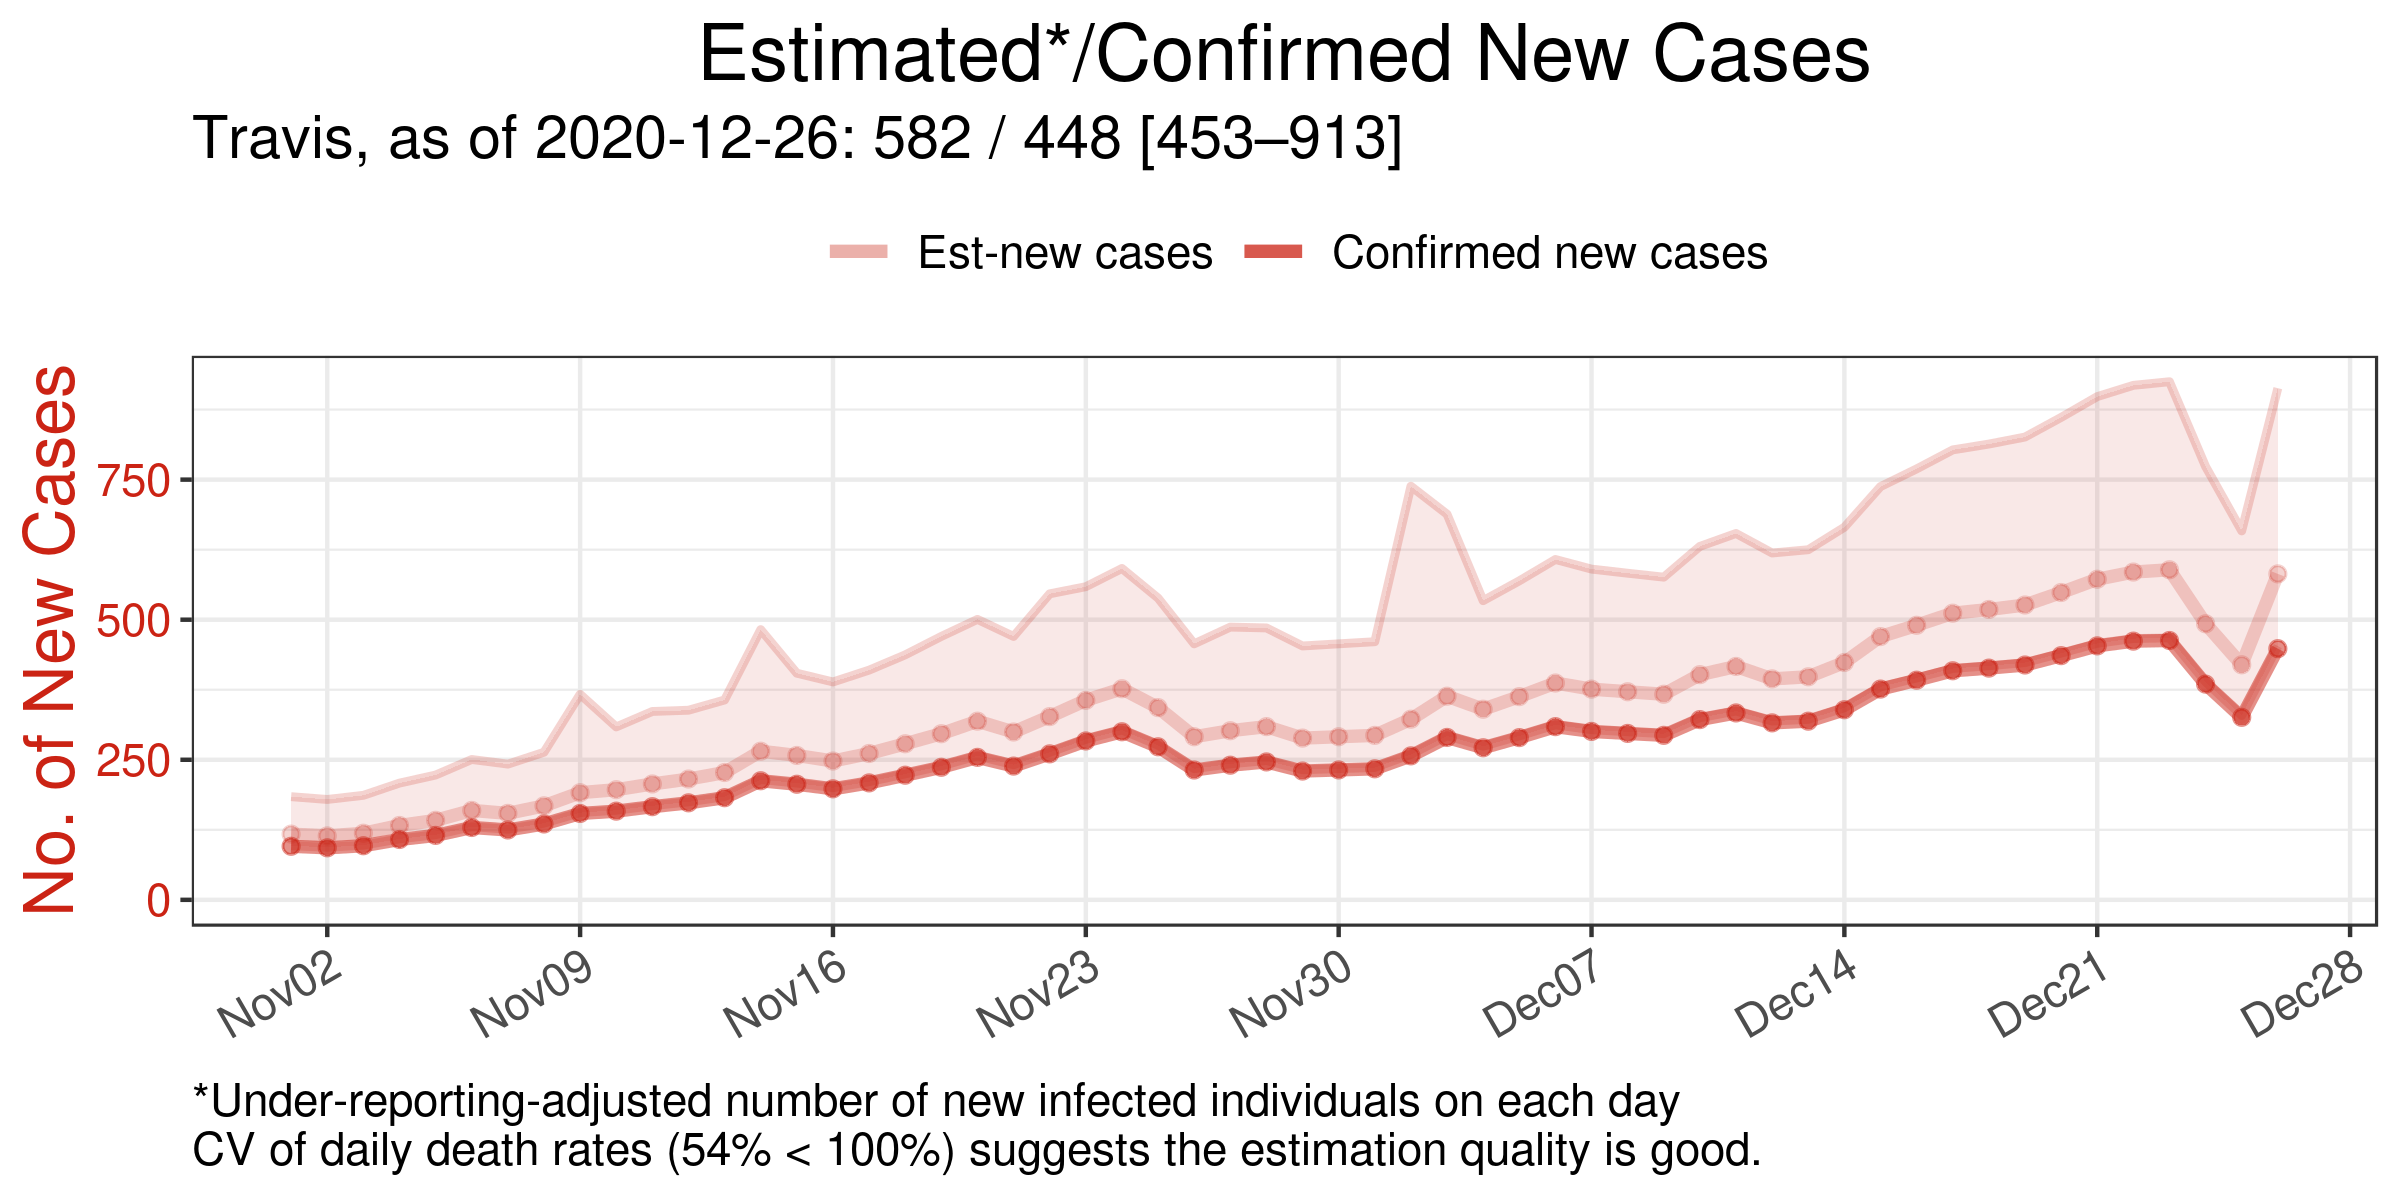 Estimated*/Confirmed New Cases
Travis, as of 2020-12-26: 582 / 448 [453–913]
Est-new cases
Confirmed new cases
No. of New Cases
750
500
250
0
Nov02
Nov09
Nov16
Nov23
Nov30
Dec07
Dec14
Dec21
Dec28
*Under-reporting-adjusted number of new infected individuals on each day
CV of daily death rates (54% < 100%) suggests the estimation quality is good.